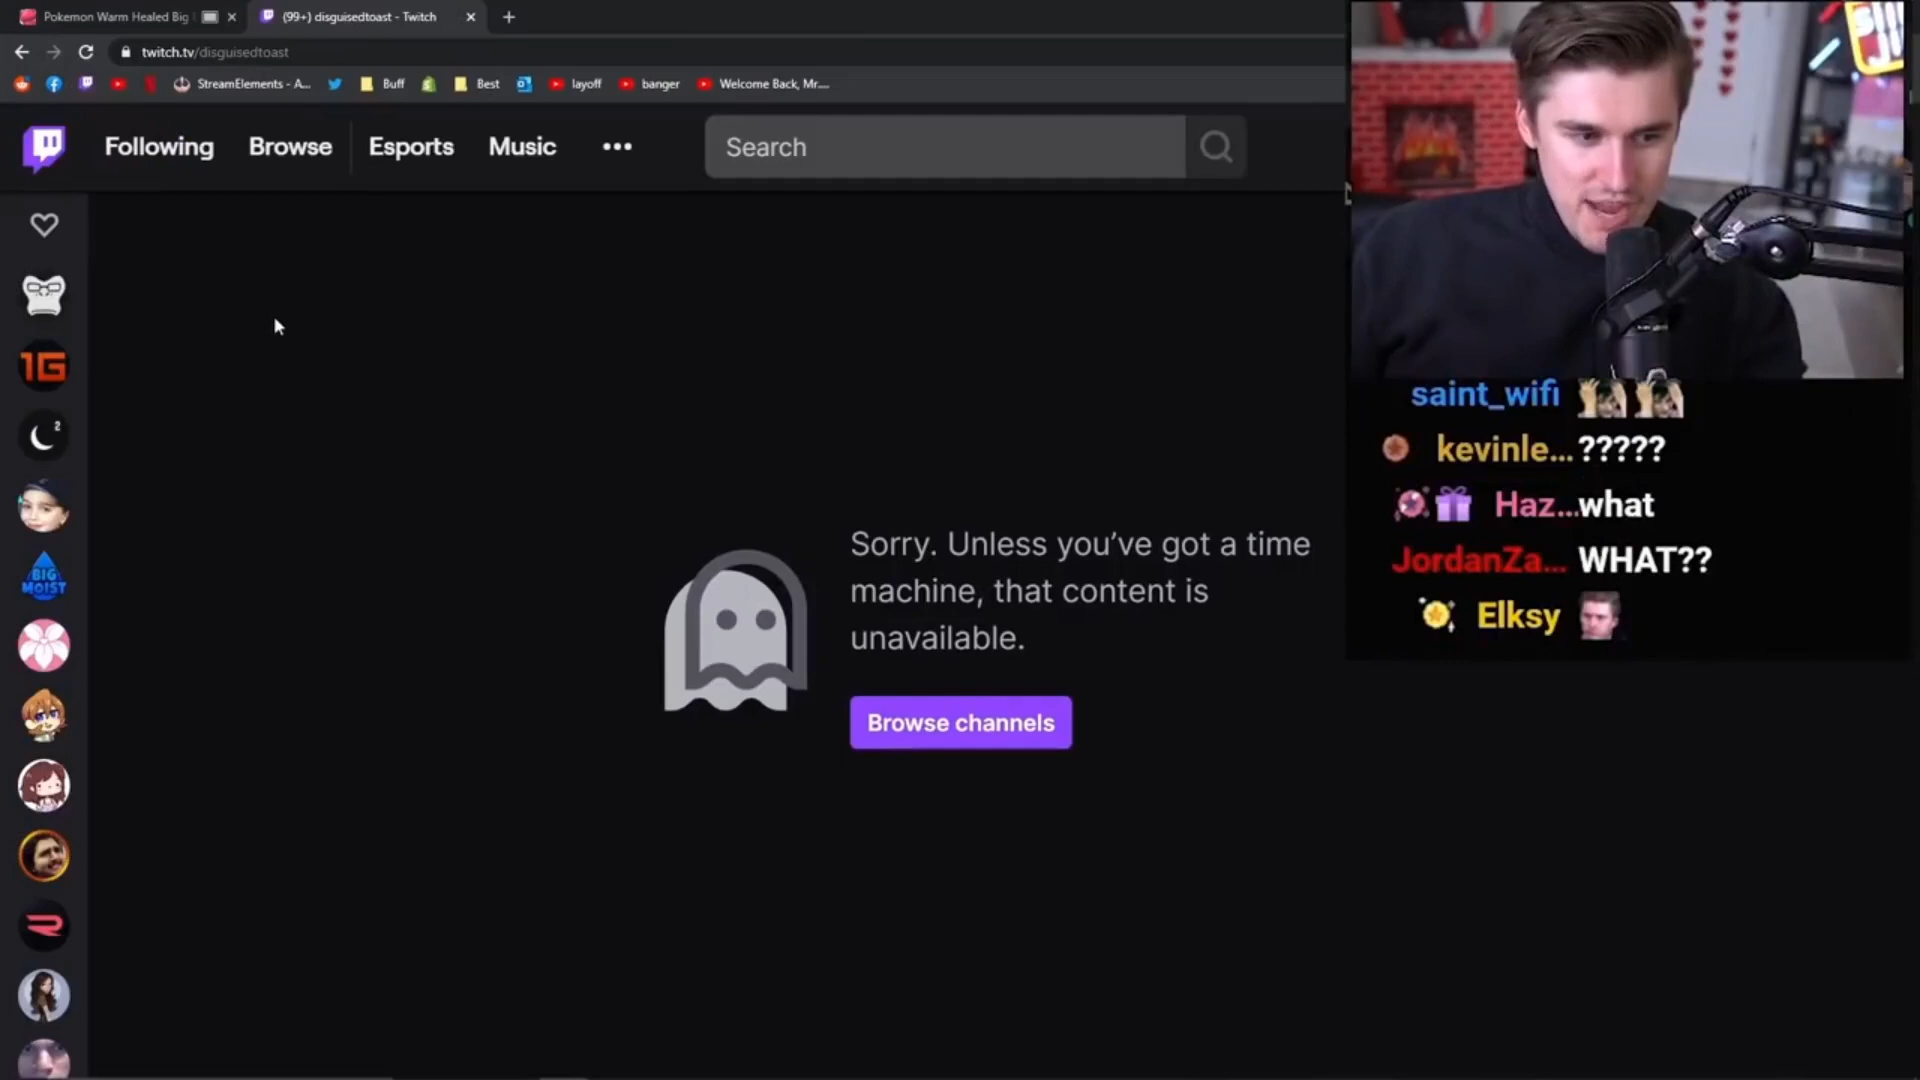 Pokemon Warm Healed Big
(99+) disguisedtoast - Twitch
twitch.tv/disguisedtoast
StreamElements - A...
Buff
Best
layoff
banger
Welcome Back, Mr....
Following
Browse
Esports
Music
Search
1G
2
BIG
MOIST
Sorry. Unless you've got a time
machine, that content is
unavailable.
Browse channels
saint_wifi
kevinle... ?????
Haz... what
JordanZa... WHAT??
Elksy